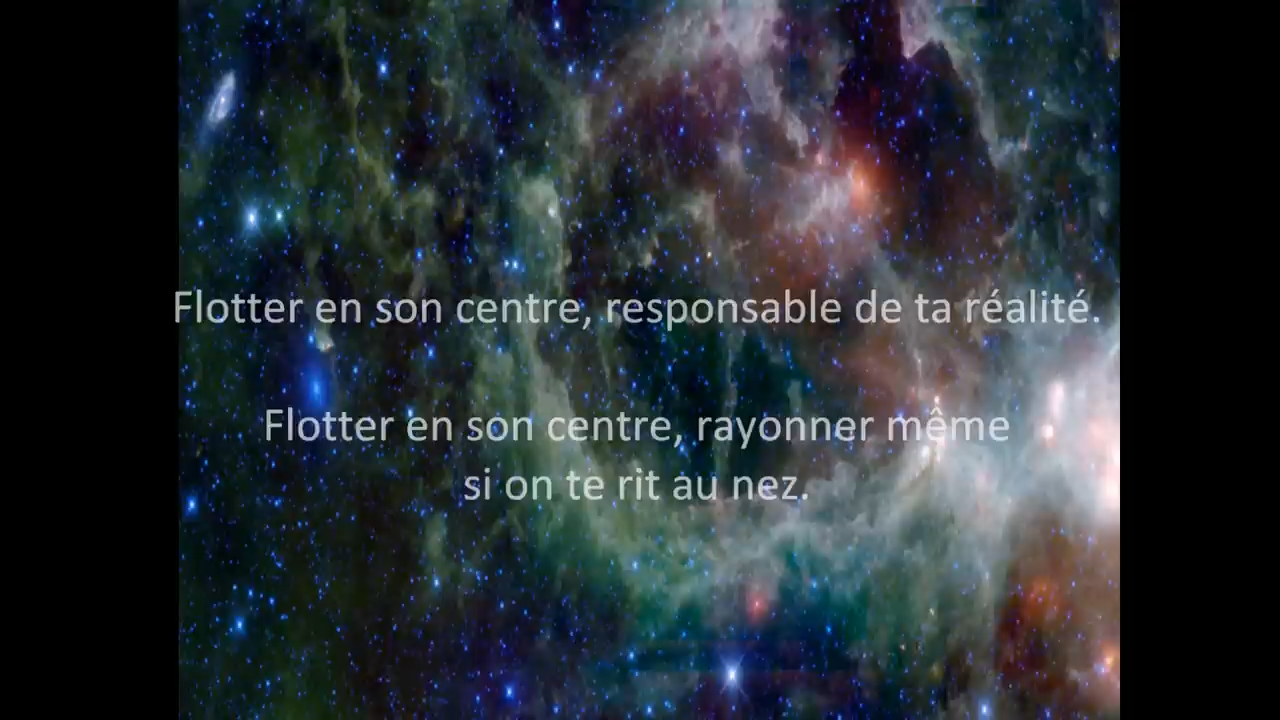 Flotter en son centre, responsable de ta réalité.
Flotter en son centre, rayonner même
si on te rit au nez.